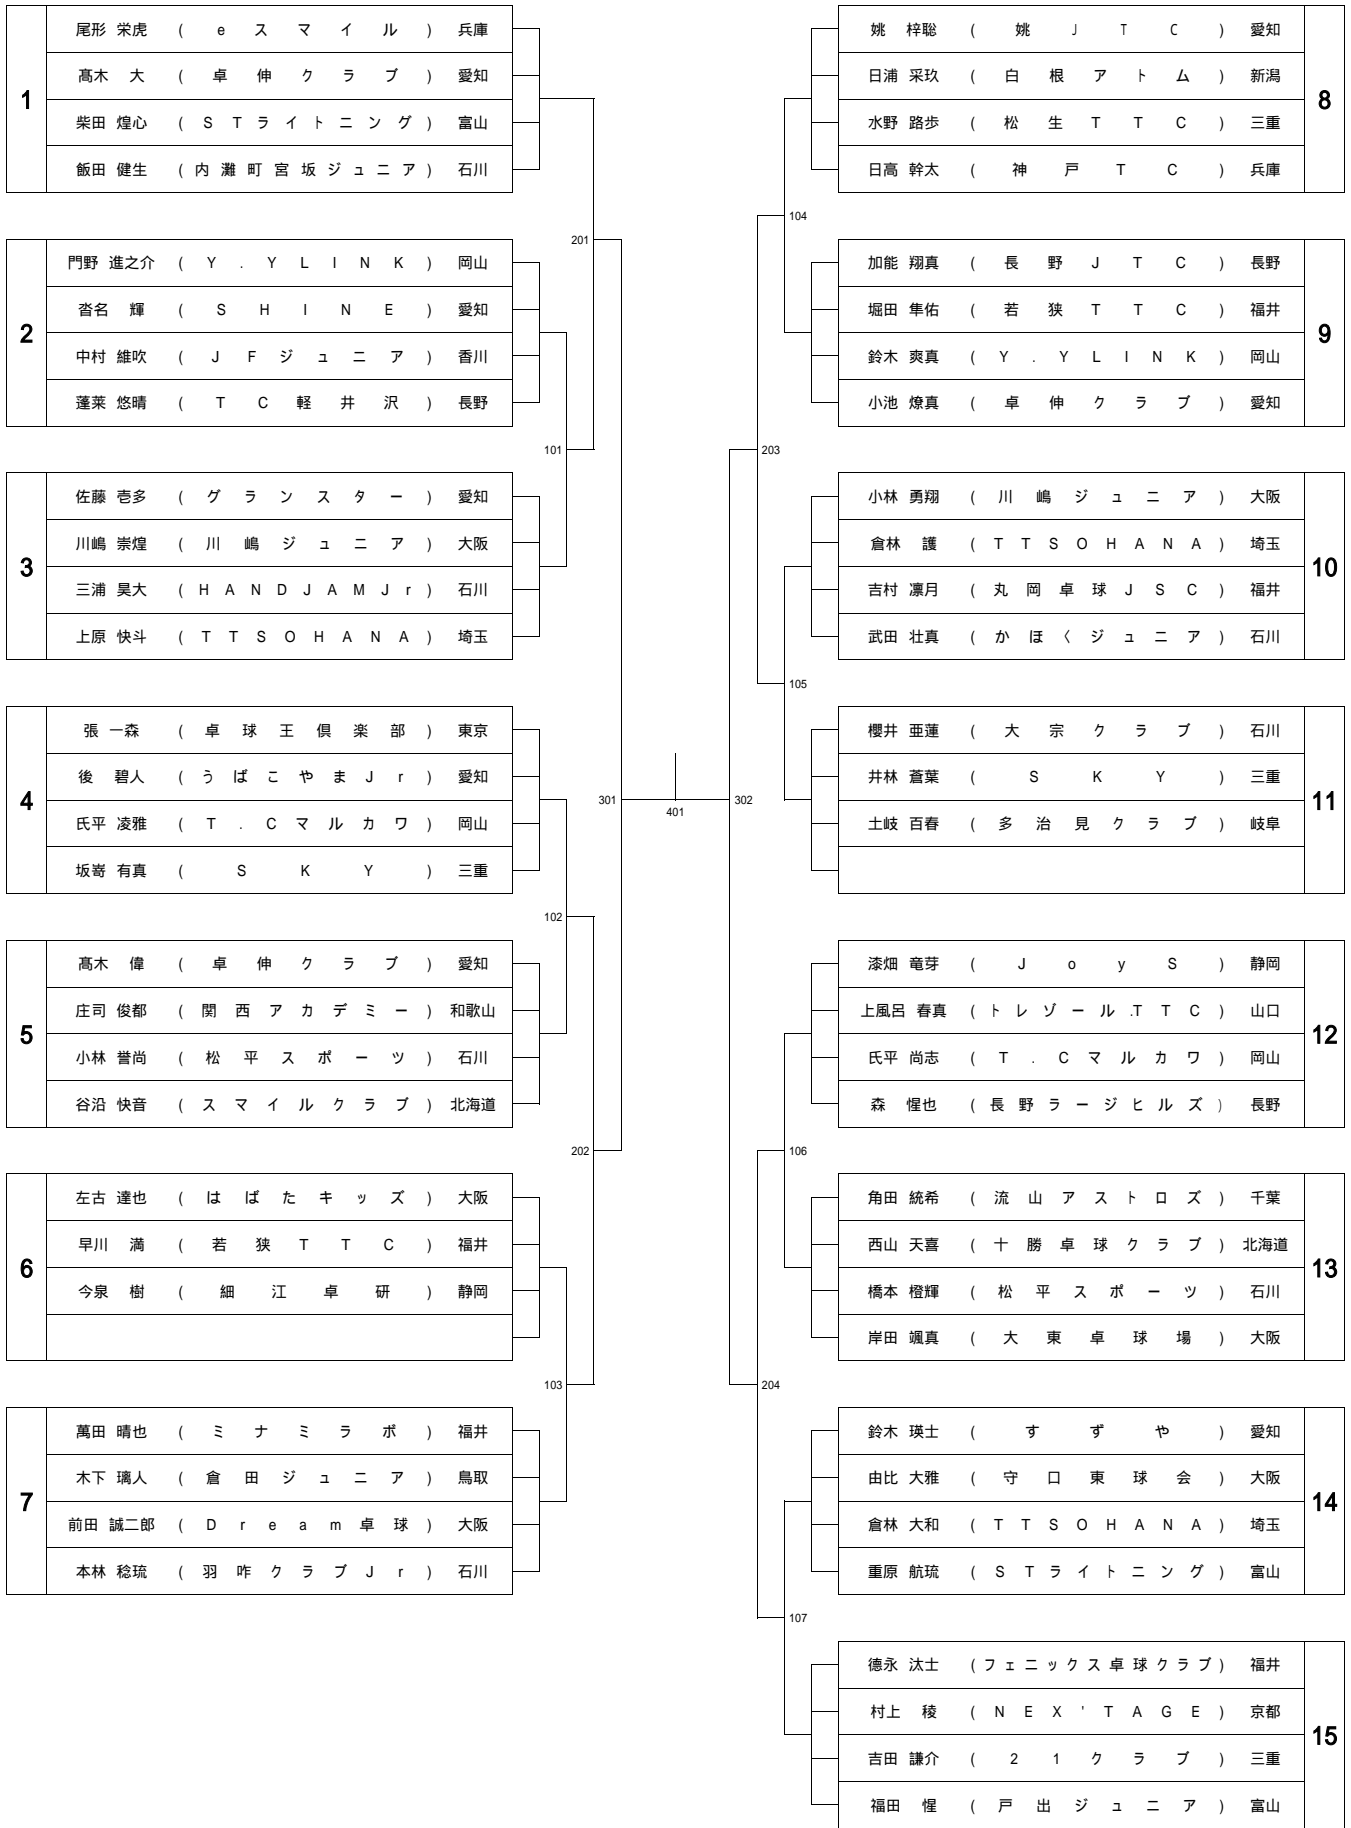 1
尾形 栄虎 (eスマイル) 兵庫
髙木 大 (卓伸クラブ) 愛知
柴田 煌心 (STライトニング) 富山
飯田 健生 (内灘町宮坂ジュニア) 石川
2
門野 進之介 (Y.YLINK) 岡山
沓名 輝 (SHINE) 愛知
中村 維吹 (JFジュニア) 香川
蓬莱 悠晴 (TC軽井沢) 長野
3
佐藤 壱多 (グランスター) 愛知
川嶋 崇煌 (川嶋ジュニア) 大阪
三浦 昊大 (HANDJAMJr) 石川
上原 快斗 (TTSOHANA) 埼玉
4
張 一森 (卓球王倶楽部) 東京
後 碧人 (うばこやまJr) 愛知
氏平 凌雅 (T.Cマルカワ) 岡山
坂嵜 有真 (SKY) 三重
5
髙木 偉 (卓伸クラブ) 愛知
庄司 俊都 (関西アカデミー) 和歌山
小林 誉尚 (松平スポーツ) 石川
谷沼 快音 (スマイルクラブ) 北海道
6
左古 達也 (はばたキッズ) 大阪
早川 満 (若狭TTC) 福井
今泉 樹 (細江卓研) 静岡
7
萬田 晴也 (ミナミラボ) 福井
木下 璃人 (倉田ジュニア) 鳥取
前田 誠二郎 (Dream卓球) 大阪
本林 稔琉 (羽咋クラブJr) 石川
201
101
301
102
202
103
401
302
104
203
105
106
204
107
8
姚 梓聡 (姚JTC) 愛知
日浦 采玖 (白根アトム) 新潟
水野 路歩 (松生TTC) 三重
日高 幹太 (神戸TC) 兵庫
9
加能 翔真 (長野JTC) 長野
堀田 隼佑 (若狭TTC) 福井
鈴木 爽真 (Y.YLINK) 岡山
小池 燎真 (卓伸クラブ) 愛知
10
小林 勇翔 (川嶋ジュニア) 大阪
倉林 護 (TTSOHANA) 埼玉
吉村 凛月 (丸岡卓球JSC) 福井
武田 壮真 (かほくジュニア) 石川
11
櫻井 亜蓮 (大宗クラブ) 石川
井林 蒼葉 (SKY) 三重
土岐 百春 (多治見クラブ) 岐阜
12
漆畑 竜芽 (JoyS) 静岡
上風呂 春真 (トレゾール.TTC) 山口
氏平 尚志 (T.Cマルカワ) 岡山
森 惺也 (長野ラージヒルズ) 長野
13
角田 統希 (流山アストロズ) 千葉
西山 天喜 (十勝卓球クラブ) 北海道
橋本 橙輝 (松平スポーツ) 石川
岸田 颯真 (大東卓球場) 大阪
14
鈴木 瑛士 (すずや) 愛知
由比 大雅 (守口東球会) 大阪
倉林 大和 (TTSOHANA) 埼玉
重原 航琉 (STライトニング) 富山
15
德永 汰士 (フェニックス卓球クラブ) 福井
村上 稜 (NEX'TAGE) 京都
吉田 謙介 (21クラブ) 三重
福田 惺 (戸出ジュニア) 富山